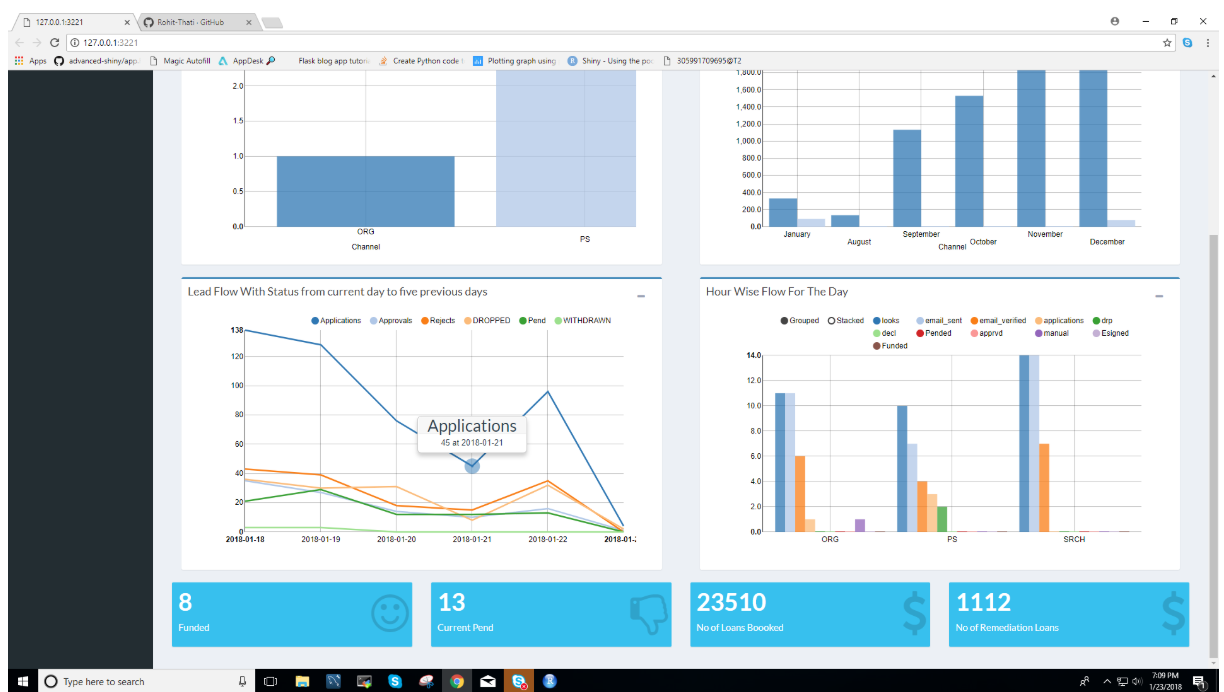 127.0.0.1:3221 Rohit-Thati - GitHub
127.0.0.1:3221
Apps advanced-shiny/app. Magic Autofill AppDesk Flask blog app tutori Create Python code t Plotting graph using Shiny - Using the poc 305991709695@T2
2.0
1.5
1.0
0.5
0.0
ORG
PS
Channel
1,800.0
1,600.0
1,400.0
1,200.0
1,000.0
800.0
600.0
400.0
200.0
0.0
January September November
August October December
Channel
Lead Flow With Status from current day to five previous days
Applications Approvals Rejects DROPPED Pend WITHDRAWN
138
120
100
80
60
40
20
0
Applications
45 at 2018-01-21
2018-01-18 2018-01-19 2018-01-20 2018-01-21 2018-01-22 2018-01-
Hour Wise Flow For The Day
Grouped Stacked looks email_sent email_verified applications drp
decl Pended apprvd manual Esigned
Funded
14.0
12.0
10.0
8.0
6.0
4.0
2.0
0.0
ORG PS SRCH
8
Funded
13
Current Pend
23510
No of Loans Boooked
1112
No of Remediation Loans
Type here to search
7:09 PM
1/23/2018